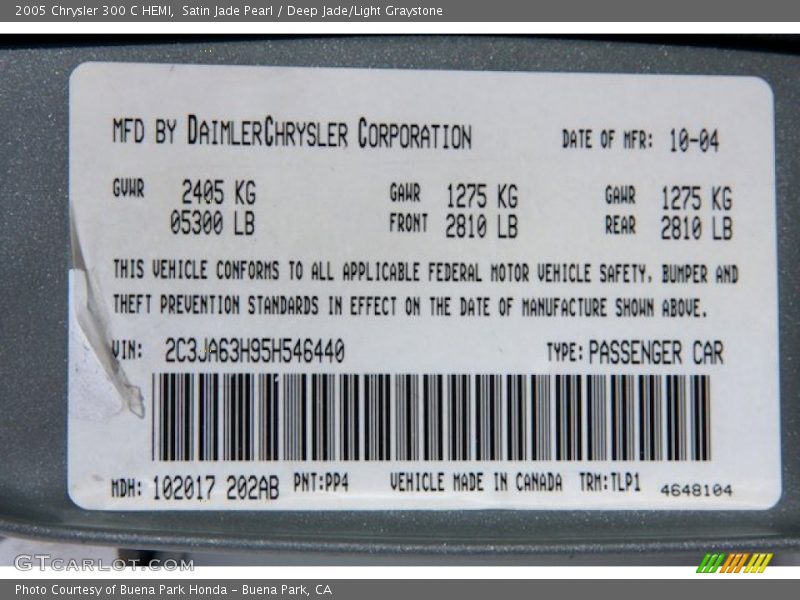 2005 Chrysler 300 C HEMI, Satin Jade Pearl / Deep Jade/Light Graystone
MFD BY DAIMLERCHRYSLER CORPORATION DATE OF MFR: 10-04
GVWR 2405 KG GAWR 1275 KG GAWR 1275 KG
05300 LB FRONT 2810 LB REAR 2810 LB
THIS VEHICLE CONFORMS TO ALL APPLICABLE FEDERAL MOTOR VEHICLE SAFETY, BUMPER AND
THEFT PREVENTION STANDARDS IN EFFECT ON THE DATE OF MANUFACTURE SHOWN ABOVE.
VIN: 2C3JA63H95H546440 TYPE: PASSENGER CAR
MDH: 102017 202AB PNT:PP4 VEHICLE MADE IN CANADA TRM:TLP1 4648104
GTCARLOT.COM
Photo Courtesy of Buena Park Honda - Buena Park, CA